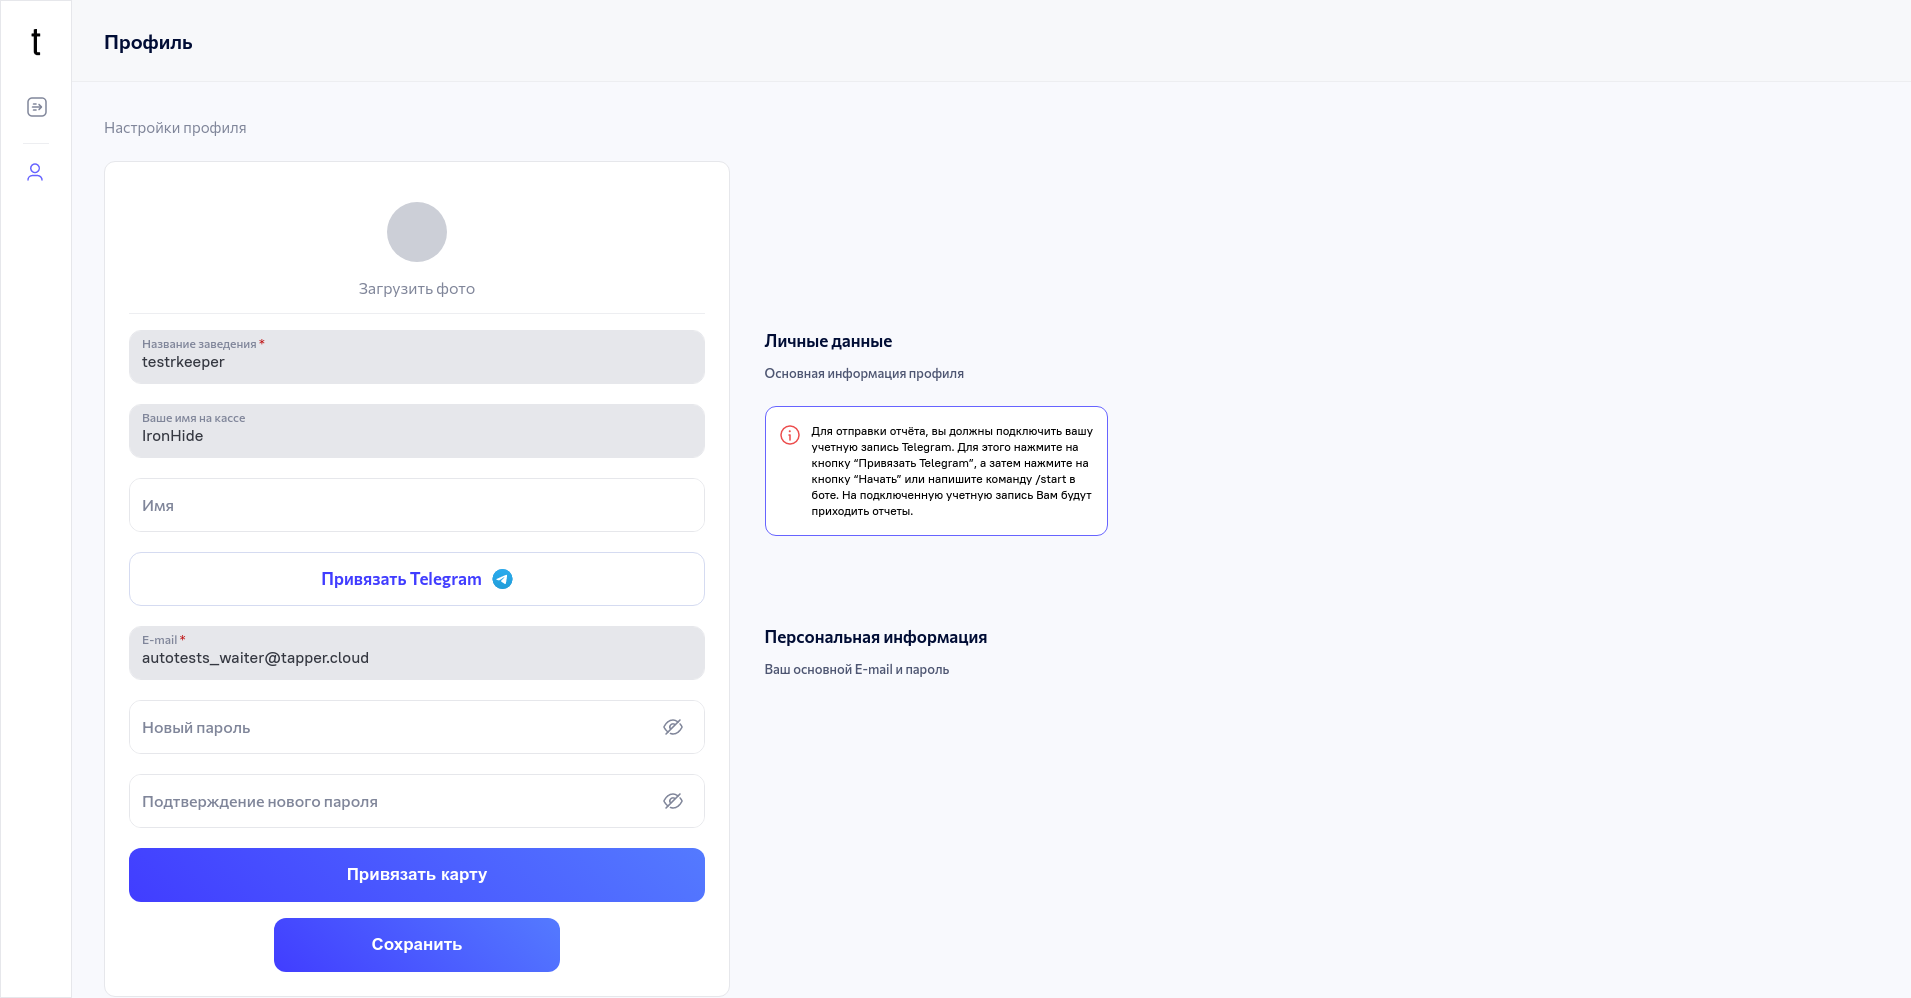 t
Профиль
Настройки профиля
Загрузить фото
Название заведения *
testrkeeper
Ваше имя на кассе
IronHide
Имя
Привязать Telegram
E-mail *
autotests_waiter@tapper.cloud
Новый пароль
Подтверждение нового пароля
Привязать карту
Сохранить
Личные данные
Основная информация профиля
Для отправки отчёта, вы должны подключить вашу
учетную запись Telegram. Для этого нажмите на
кнопку “Привязать Telegram”, а затем нажмите на
кнопку “Начать” или напишите команду /start в
боте. На подключенную учетную запись Вам будут
приходить отчеты.
Персональная информация
Ваш основной E-mail и пароль